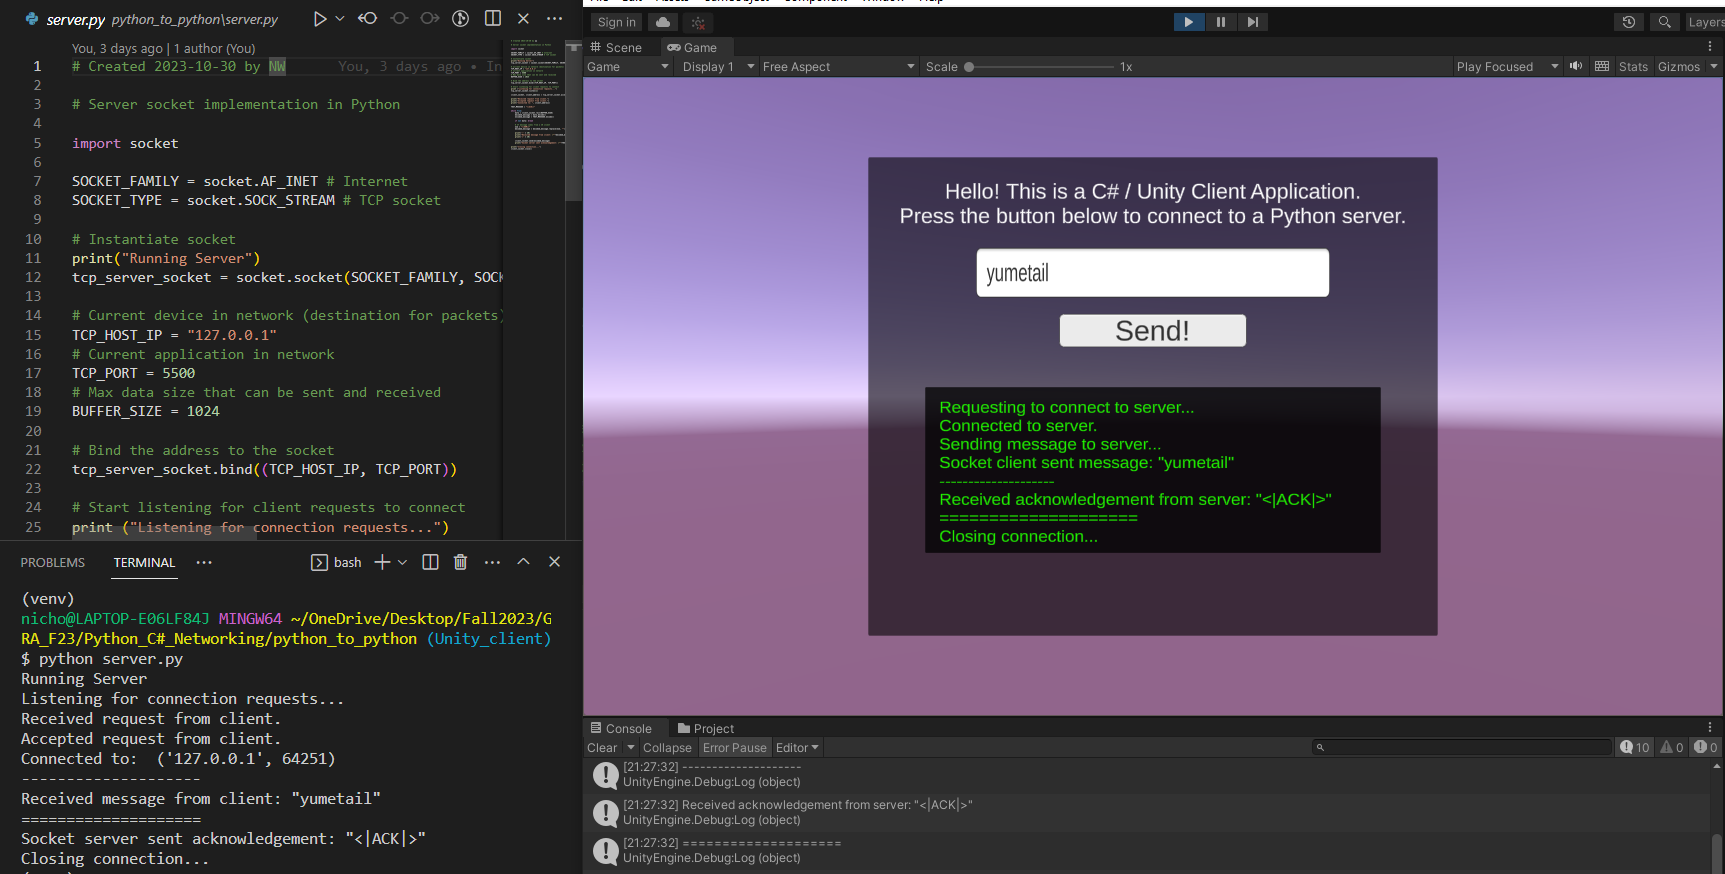 server.py python_to_python\server.py
You, 3 days ago | 1 author (You)
1 # Created 2023-10-30 by NW You, 3 days ago • In
2
3 # Server socket implementation in Python
4
5 import socket
6
7 SOCKET_FAMILY = socket.AF_INET # Internet
8 SOCKET_TYPE = socket.SOCK_STREAM # TCP socket
9
10 # Instantiate socket
11 print("Running Server")
12 tcp_server_socket = socket.socket(SOCKET_FAMILY, SOCK
13
14 # Current device in network (destination for packets)
15 TCP_HOST_IP = "127.0.0.1"
16 # Current application in network
17 TCP_PORT = 5500
18 # Max data size that can be sent and received
19 BUFFER_SIZE = 1024
20
21 # Bind the address to the socket
22 tcp_server_socket.bind((TCP_HOST_IP, TCP_PORT))
23
24 # Start listening for client requests to connect
25 print ("Listening for connection requests...")
PROBLEMS TERMINAL ... bash
(venv)
nicho@LAPTOP-E06LF84J MINGW64 ~/OneDrive/Desktop/Fall2023/G
RA_F23/Python_C#_Networking/python_to_python (Unity_client)
$ python server.py
Running Server
Listening for connection requests...
Received request from client.
Accepted request from client.
Connected to:  ('127.0.0.1', 64251)
--------------------
Received message from client: "yumetail"
====================
Socket server sent acknowledgement: "<|ACK|>"
Closing connection...
Sign in
Layers
Scene Game
Game Display 1 Free Aspect Scale 1x Play Focused Stats Gizmos
Hello! This is a C# / Unity Client Application.
Press the button below to connect to a Python server.
yumetail
Send!
Requesting to connect to server...
Connected to server.
Sending message to server...
Socket client sent message: "yumetail"
--------------------
Received acknowledgement from server: "<|ACK|>"
====================
Closing connection...
Console Project
Clear Collapse Error Pause Editor 10 0 0
[21:27:32] --------------------
UnityEngine.Debug:Log (object)
[21:27:32] Received acknowledgement from server: "<|ACK|>"
UnityEngine.Debug:Log (object)
[21:27:32] ====================
UnityEngine.Debug:Log (object)